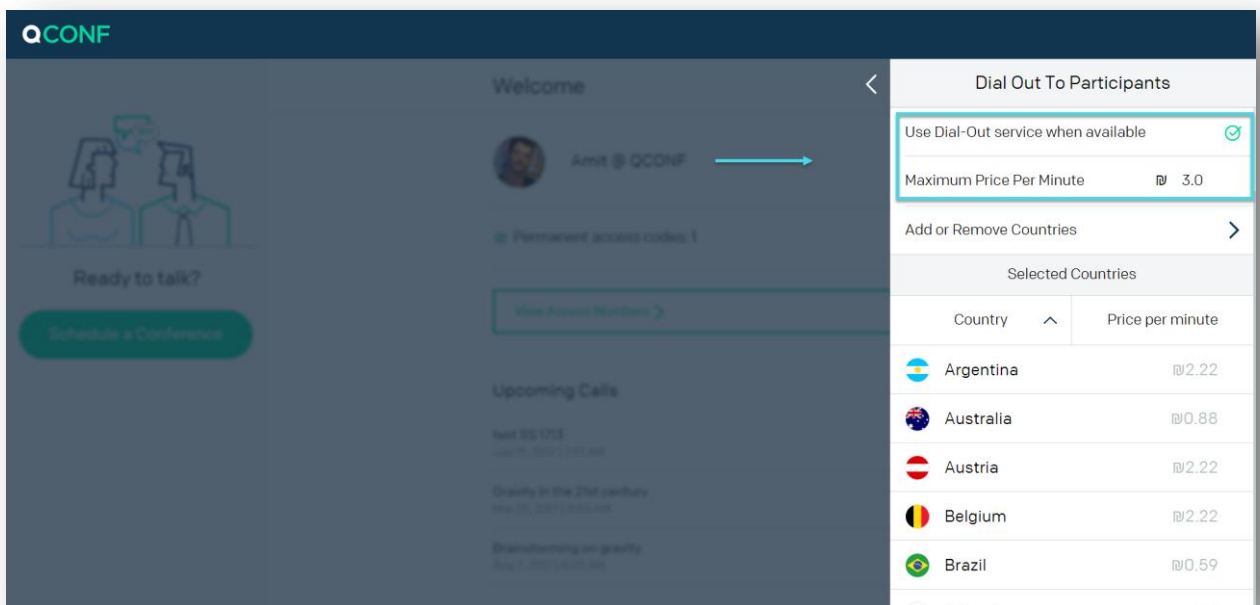 QCONF
Ready to talk?
Schedule a Conference
Welcome
Amit @ QCONF
Permanent access codes: 1
View Access Numbers
Upcoming Calls
Gravity in the 21st century
Brainstorming on gravity
Dial Out To Participants
Use Dial-Out service when available
Maximum Price Per Minute ₪ 3.0
Add or Remove Countries
Selected Countries
Country Price per minute
Argentina ₪2.22
Australia ₪0.88
Austria ₪2.22
Belgium ₪2.22
Brazil ₪0.59